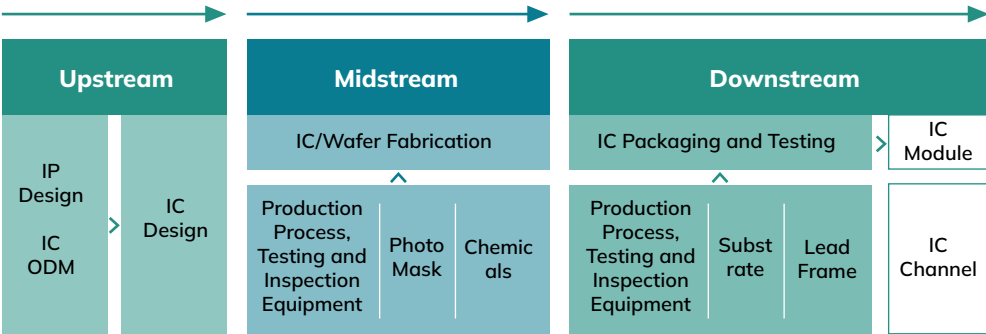 Upstream
Midstream
Downstream
IP
Design
IC
ODM
>
IC
Design
IC/Wafer Fabrication
Production
Process,
Testing and
Inspection
Equipment
Photo
Mask
Chemic
als
IC Packaging and Testing
>
IC
Module
Production
Process,
Testing and
Inspection
Equipment
Subst
rate
Lead
Frame
IC
Channel